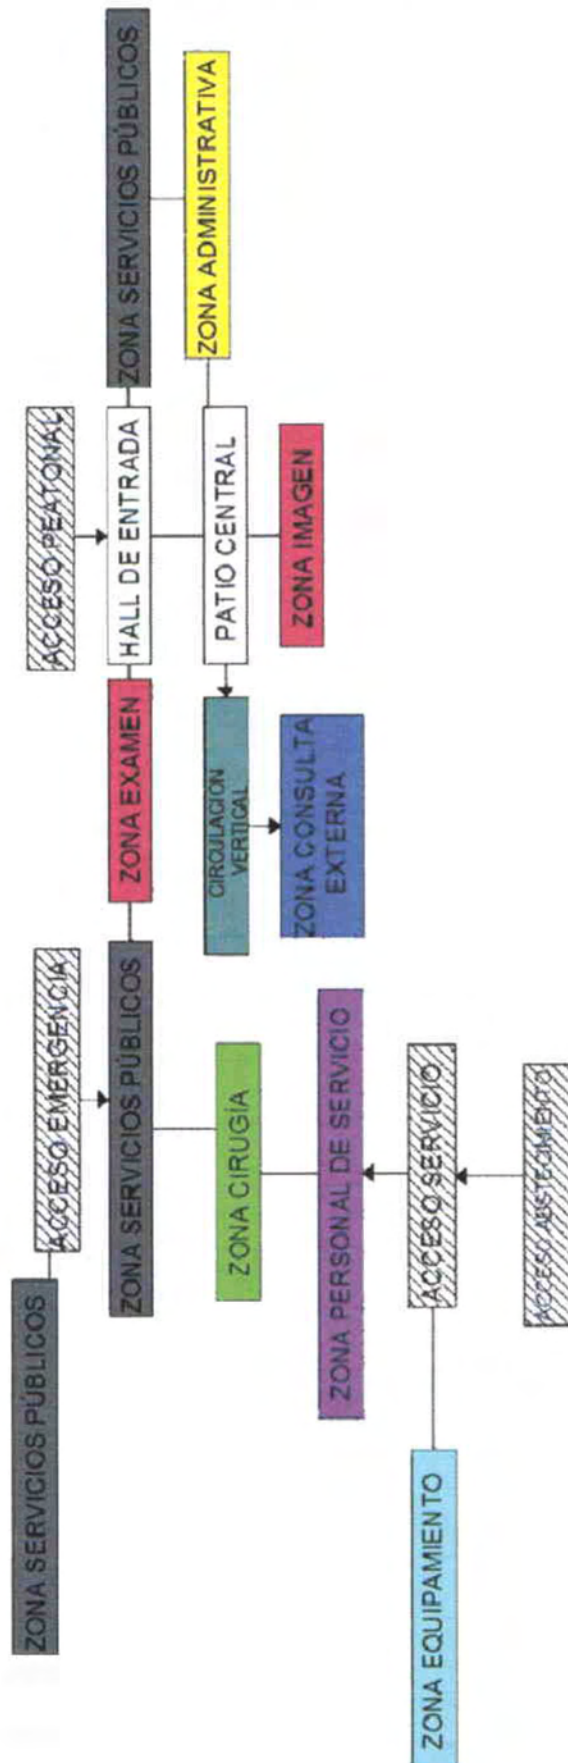 ZONA SERVICIOS PÚBLICOS
ACCESO EMERGENCIA
ACCESO PEATONAL
ZONA SERVICIOS PÚBLICOS
ZONA EXAMEN
HALL DE ENTRADA
ZONA SERVICIOS PÚBLICOS
ZONA CIRUGÍA
CIRCULACIÓN
VERTICAL
PATIO CENTRAL
ZONA ADMINISTRATIVA
ZONA PERSONAL DE SERVICIO
ZONA CONSULTA
EXTERNA
ZONA IMAGEN
ZONA EQUIPAMIENTO
ACCESO SERVICIO
ACCESO